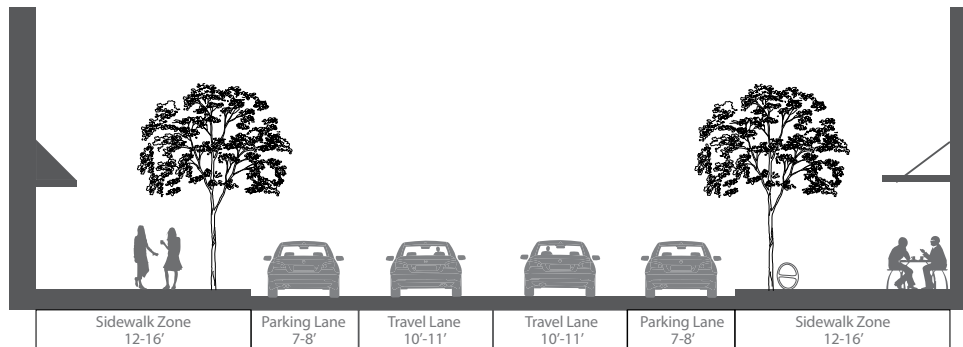 Sidewalk Zone
12-16'
Parking Lane
7-8'
Travel Lane
10'-11'
Travel Lane
10'-11'
Parking Lane
7-8'
Sidewalk Zone
12-16'